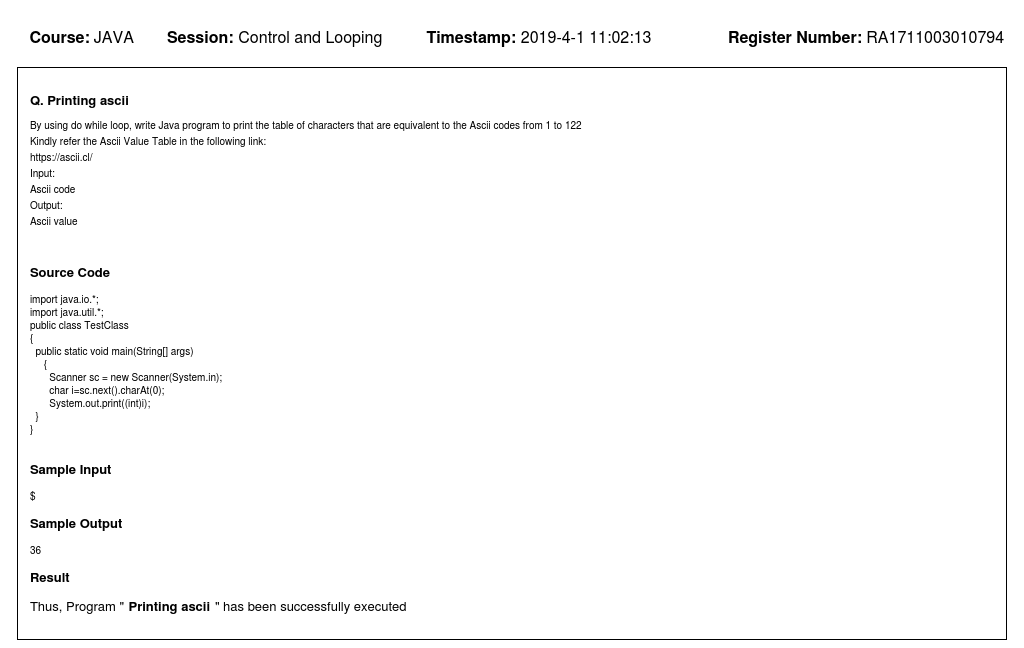 Course: JAVA Session: Control and Looping Timestamp: 2019-4-1 11:02:13 Register Number: RA1711003010794
Q. Printing ascii
By using do while loop, write Java program to print the table of characters that are equivalent to the Ascii codes from 1 to 122
Kindly refer the Ascii Value Table in the following link:
https://ascii.cl/
Input:
Ascii code
Output:
Ascii value
Source Code
import java.io.*;
import java.util.*;
public class TestClass
{
public static void main(String[] args)
{
Scanner sc = new Scanner(System.in);
char i=sc.next().charAt(0);
System.out.print((int)i);
}
}
Sample Input
$
Sample Output
36
Result
Thus, Program " Printing ascii " has been successfully executed